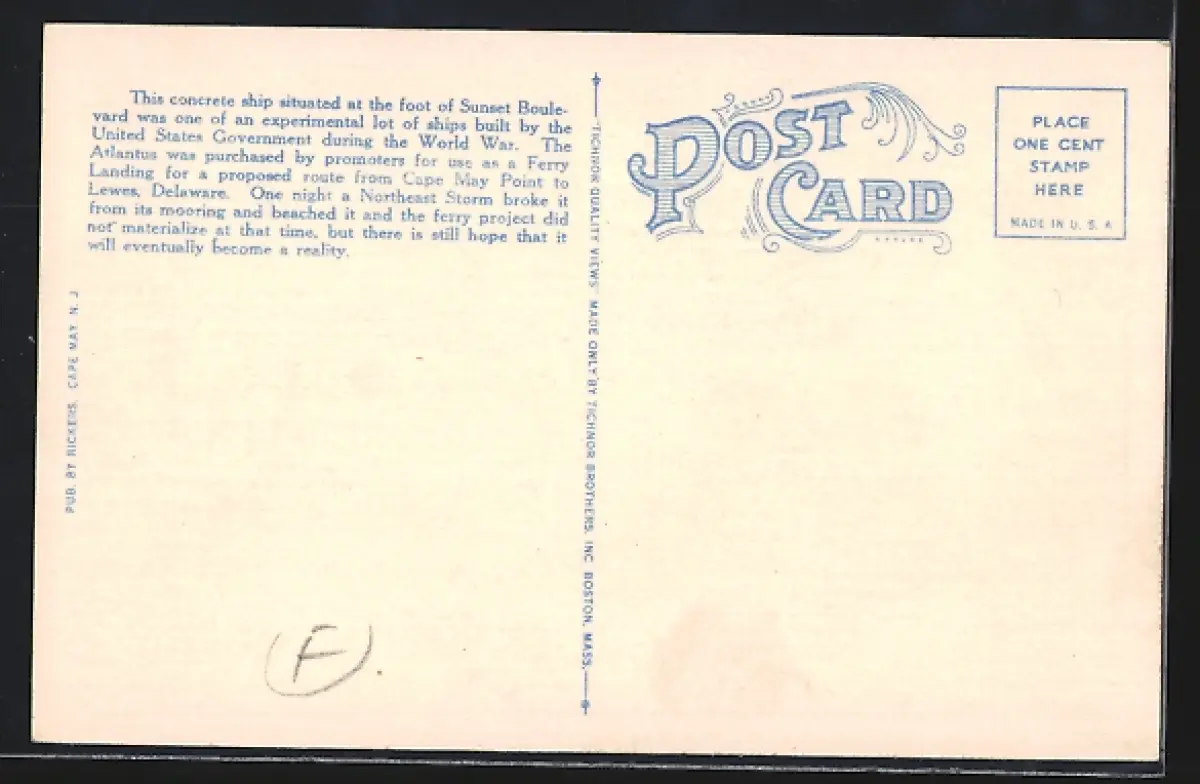 This concrete ship situated at the foot of Sunset Boule-
vard was one of an experimental lot of ships built by the
United States Government during the World War. The
Atlantus was purchased by promoters for use as a Ferry
Landing for a proposed route from Cape May Point to
Lewes, Delaware. One night a Northeast Storm broke it
from its mooring and beached it and the ferry project did
not materialize at that time, but there is still hope that it
will eventually become a reality.
PUB. BY RICKERS, CAPE MAY N. J
"TICHNOR QUALITY VIEWS" MADE ONLY BY TICHNOR BROTHERS, INC BOSTON, MASS.
POST
CARD
PLACE
ONE CENT
STAMP
HERE
MADE IN U. S. A
F